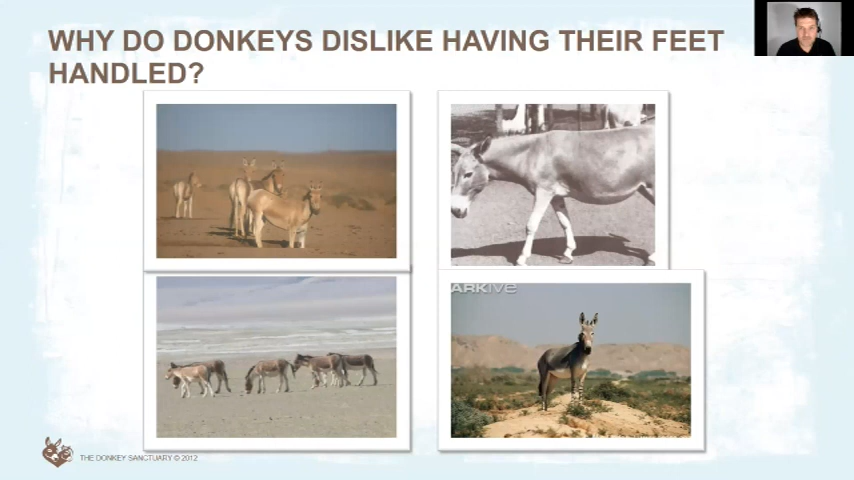 WHY DO DONKEYS DISLIKE HAVING THEIR FEET
HANDLED?
ARKIVE
THE DONKEY SANCTUARY © 2012